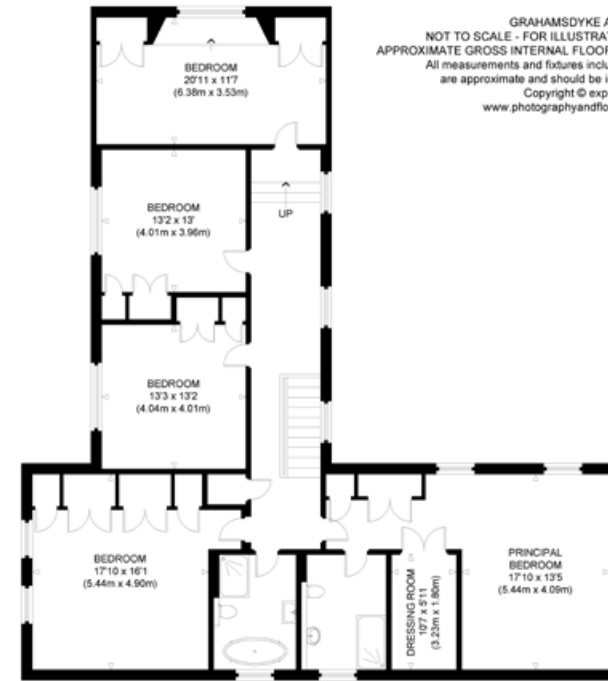 GRAHAMSDYKE A
NOT TO SCALE - FOR ILLUSTRAT
APPROXIMATE GROSS INTERNAL FLOOR
All measurements and fixtures inclu
are approximate and should be i
Copyright © exp
www.photographyandflo
BEDROOM
20'11 x 11'7
(6.38m x 3.53m)
BEDROOM
13'2 x 13'
(4.01m x 3.96m)
UP
BEDROOM
13'3 x 13'2
(4.04m x 4.01m)
BEDROOM
17'10 x 16'1
(5.44m x 4.90m)
DRESSING ROOM
10'7 x 5'11
(3.23m x 1.80m)
PRINCIPAL
BEDROOM
17'10 x 13'5
(5.44m x 4.09m)